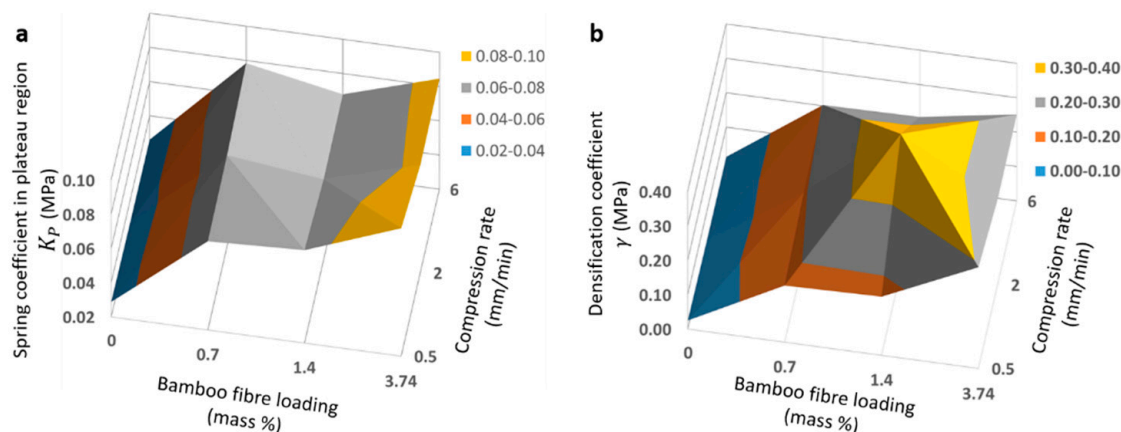 a
Spring coefficient in plateau region
K_P (MPa)
0.10
0.08
0.06
0.04
0.02
0
0.7
1.4
3.74
Bamboo fibre loading
(mass %)
0.5
2
6
Compression rate
(mm/min)
0.08-0.10
0.06-0.08
0.04-0.06
0.02-0.04
b
Densification coefficient
γ (MPa)
0.40
0.30
0.20
0.10
0.00
0
0.7
1.4
3.74
Bamboo fibre loading
(mass %)
0.5
2
6
Compression rate
(mm/min)
0.30-0.40
0.20-0.30
0.10-0.20
0.00-0.10